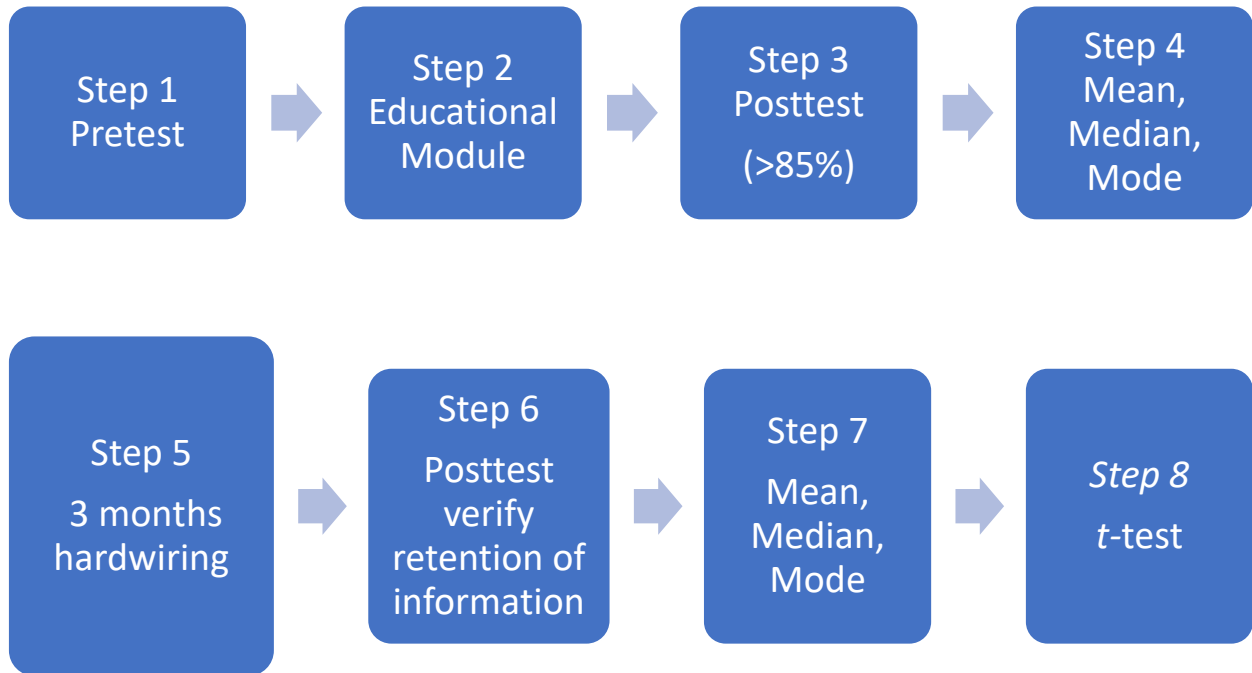 Step 1
Pretest
Step 2
Educational
Module
Step 3
Posttest
(>85%)
Step 4
Mean,
Median,
Mode
Step 5
3 months
hardwiring
Step 6
Posttest
verify
retention of
information
Step 7
Mean,
Median,
Mode
Step 8
t-test